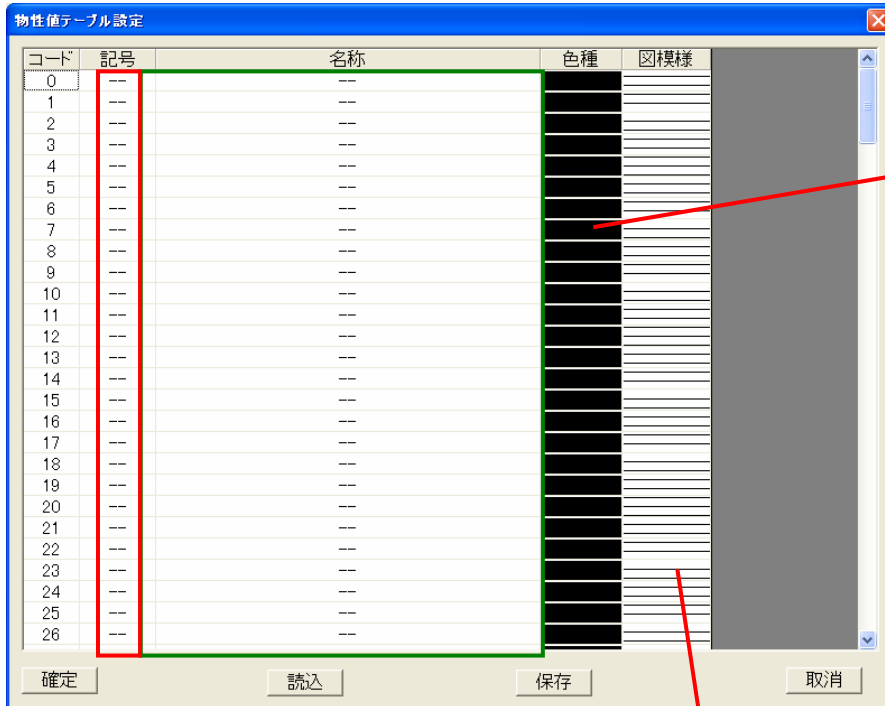 物性値テーブル設定
コード 記号 名称 色種 図模様
0 -- --
1 -- --
2 -- --
3 -- --
4 -- --
5 -- --
6 -- --
7 -- --
8 -- --
9 -- --
10 -- --
11 -- --
12 -- --
13 -- --
14 -- --
15 -- --
16 -- --
17 -- --
18 -- --
19 -- --
20 -- --
21 -- --
22 -- --
23 -- --
24 -- --
25 -- --
26 -- --
確定 読込 保存 取消